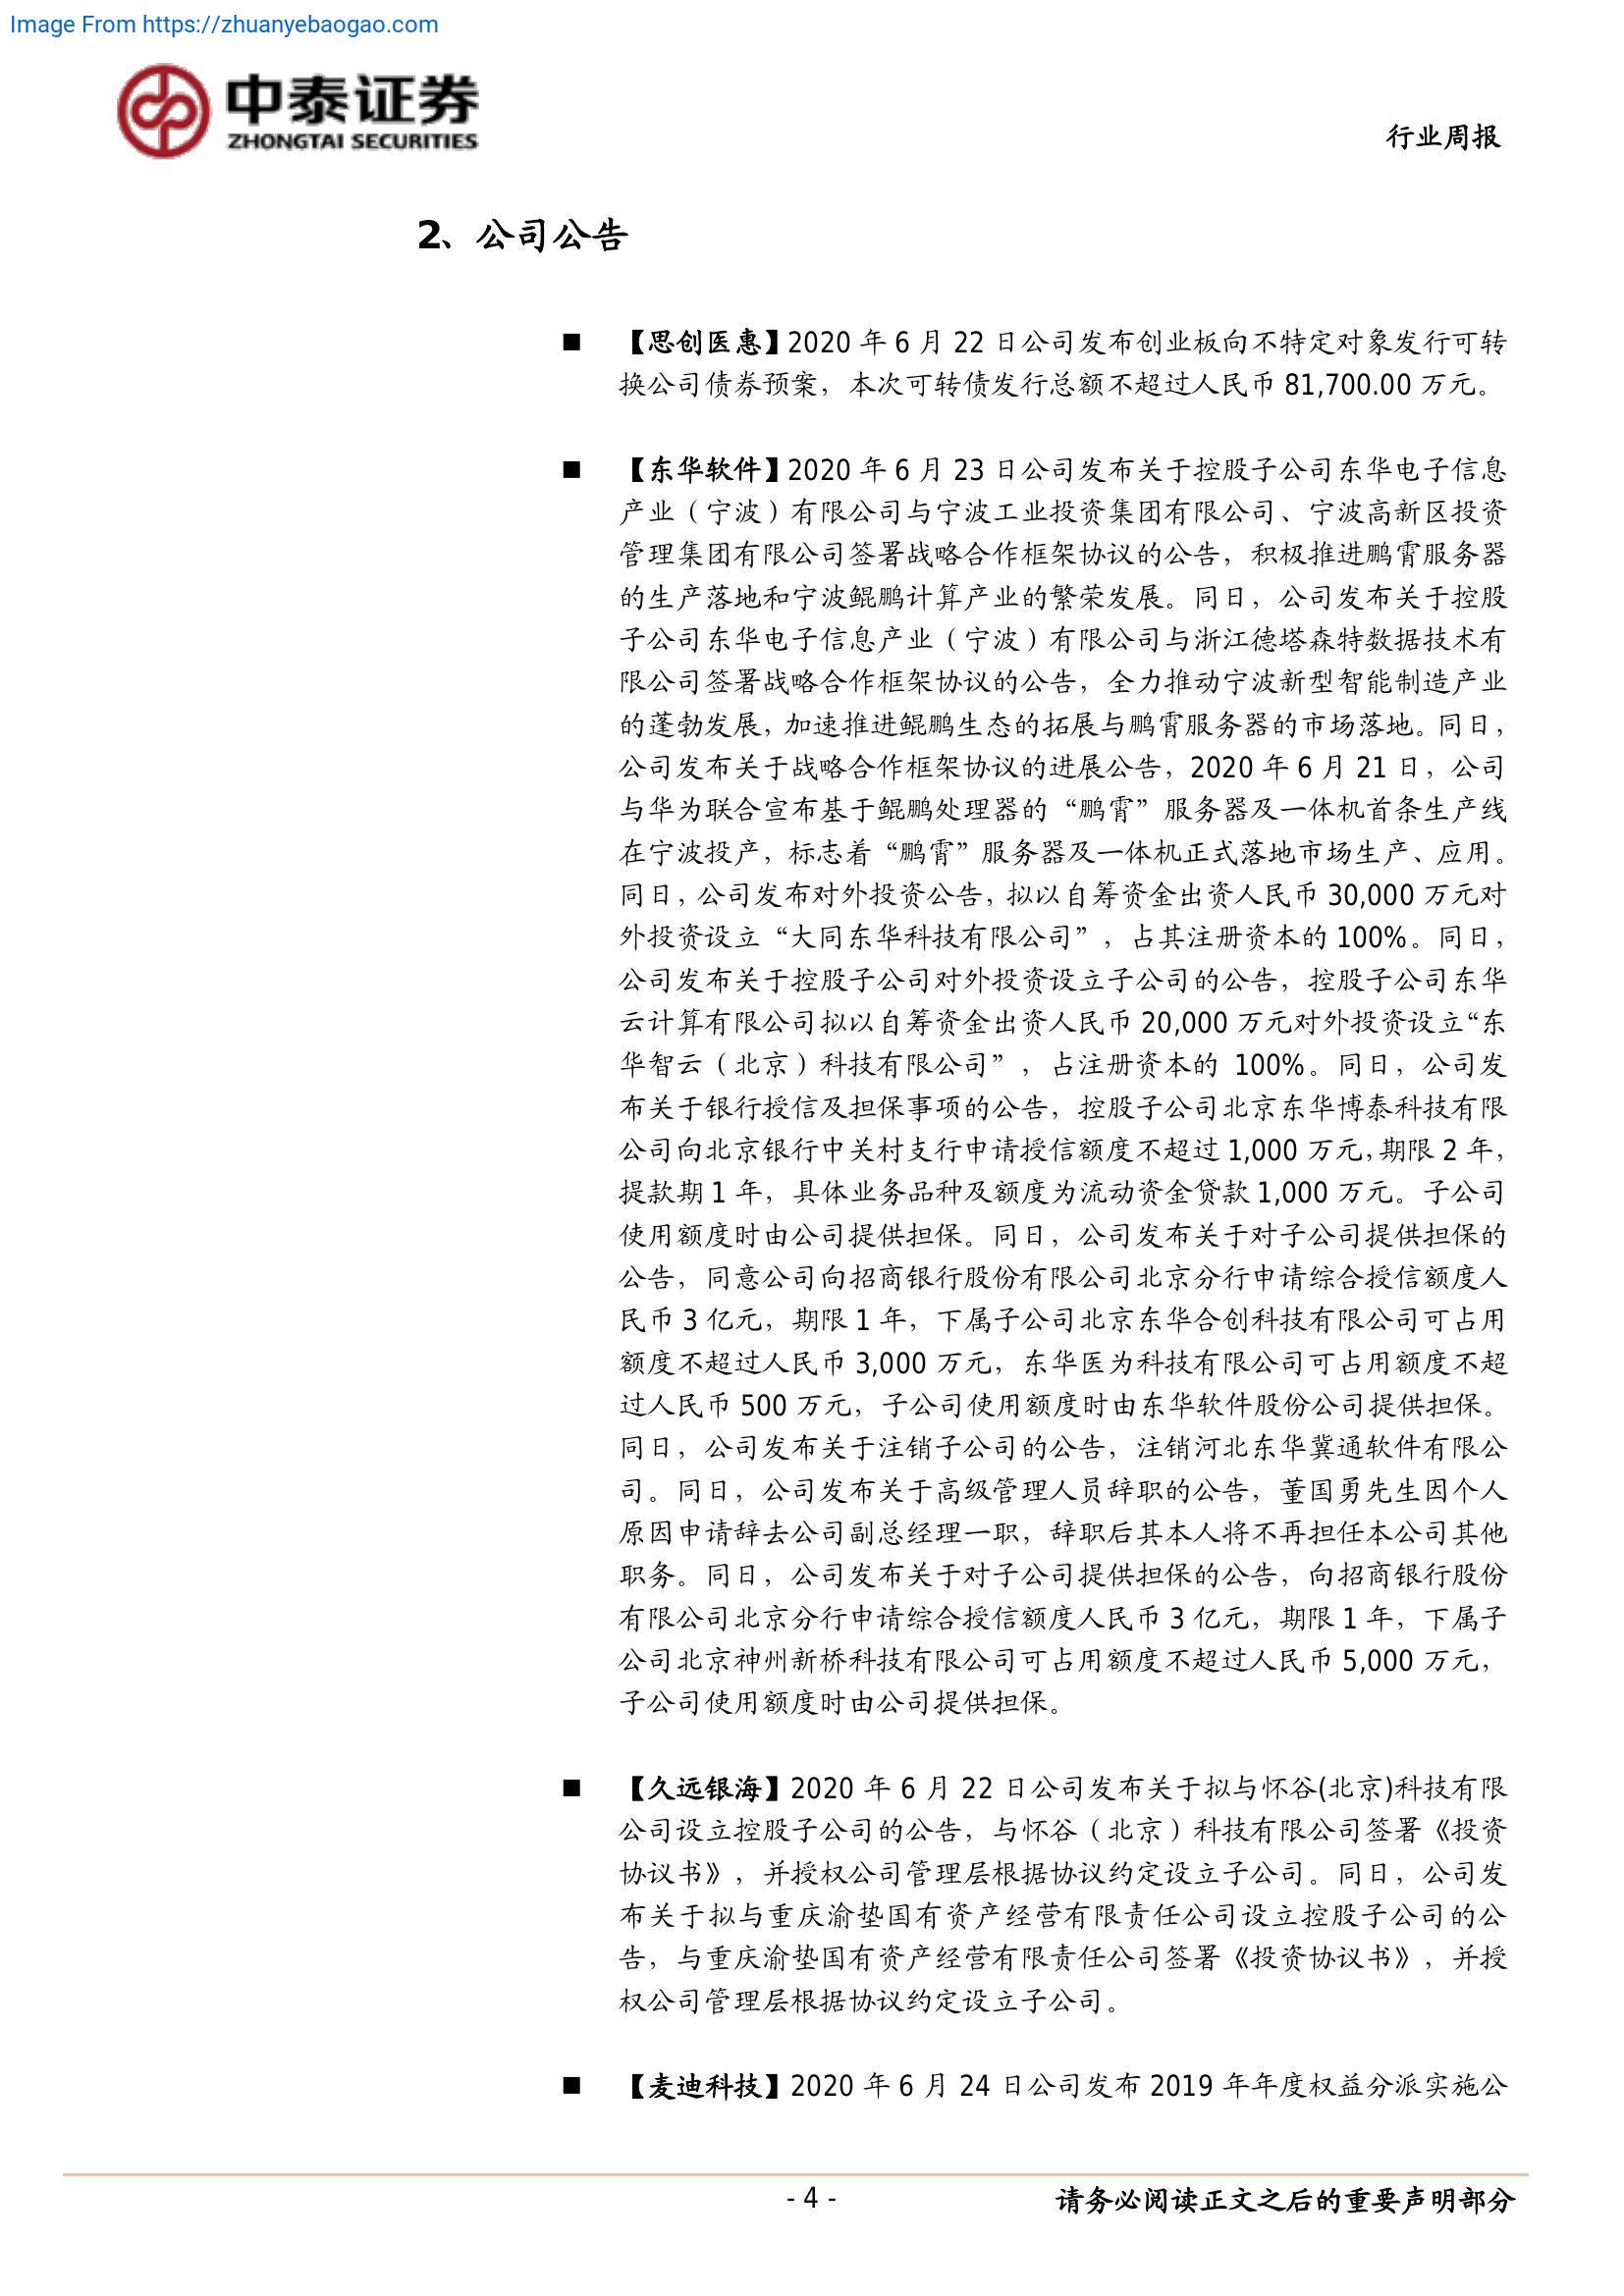 Image From https://zhuanyebaogao.com
中泰证券
ZHONGTAI SECURITIES
行业周报
2、公司公告
■ 【思创医惠】2020 年 6 月 22 日公司发布创业板向不特定对象发行可转
换公司债券预案，本次可转债发行总额不超过人民币 81,700.00 万元。
■ 【东华软件】2020 年 6 月 23 日公司发布关于控股子公司东华电子信息
产业（宁波）有限公司与宁波工业投资集团有限公司、宁波高新区投资
管理集团有限公司签署战略合作框架协议的公告，积极推进鹏霄服务器
的生产落地和宁波鲲鹏计算产业的繁荣发展。同日，公司发布关于控股
子公司东华电子信息产业（宁波）有限公司与浙江德塔森特数据技术有
限公司签署战略合作框架协议的公告，全力推动宁波新型智能制造产业
的蓬勃发展，加速推进鲲鹏生态的拓展与鹏霄服务器的市场落地。同日，
公司发布关于战略合作框架协议的进展公告，2020 年 6 月 21 日，公司
与华为联合宣布基于鲲鹏处理器的“鹏霄”服务器及一体机首条生产线
在宁波投产，标志着“鹏霄”服务器及一体机正式落地市场生产、应用。
同日，公司发布对外投资公告，拟以自筹资金出资人民币 30,000 万元对
外投资设立“大同东华科技有限公司”，占其注册资本的 100%。同日，
公司发布关于控股子公司对外投资设立子公司的公告，控股子公司东华
云计算有限公司拟以自筹资金出资人民币 20,000 万元对外投资设立“东
华智云（北京）科技有限公司”，占注册资本的 100%。同日，公司发
布关于银行授信及担保事项的公告，控股子公司北京东华博泰科技有限
公司向北京银行中关村支行申请授信额度不超过 1,000 万元，期限 2 年，
提款期 1 年，具体业务品种及额度为流动资金贷款 1,000 万元。子公司
使用额度时由公司提供担保。同日，公司发布关于对子公司提供担保的
公告，同意公司向招商银行股份有限公司北京分行申请综合授信额度人
民币 3 亿元，期限 1 年，下属子公司北京东华合创科技有限公司可占用
额度不超过人民币 3,000 万元，东华医为科技有限公司可占用额度不超
过人民币 500 万元，子公司使用额度时由东华软件股份公司提供担保。
同日，公司发布关于注销子公司的公告，注销河北东华冀通软件有限公
司。同日，公司发布关于高级管理人员辞职的公告，董国勇先生因个人
原因申请辞去公司副总经理一职，辞职后其本人将不再担任本公司其他
职务。同日，公司发布关于对子公司提供担保的公告，向招商银行股份
有限公司北京分行申请综合授信额度人民币 3 亿元，期限 1 年，下属子
公司北京神州新桥科技有限公司可占用额度不超过人民币 5,000 万元，
子公司使用额度时由公司提供担保。
■ 【久远银海】2020 年 6 月 22 日公司发布关于拟与怀谷(北京)科技有限
公司设立控股子公司的公告，与怀谷（北京）科技有限公司签署《投资
协议书》，并授权公司管理层根据协议约定设立子公司。同日，公司发
布关于拟与重庆渝垫国有资产经营有限责任公司设立控股子公司的公
告，与重庆渝垫国有资产经营有限责任公司签署《投资协议书》，并授
权公司管理层根据协议约定设立子公司。
■ 【麦迪科技】2020 年 6 月 24 日公司发布 2019 年年度权益分派实施公
- 4 -
请务必阅读正文之后的重要声明部分